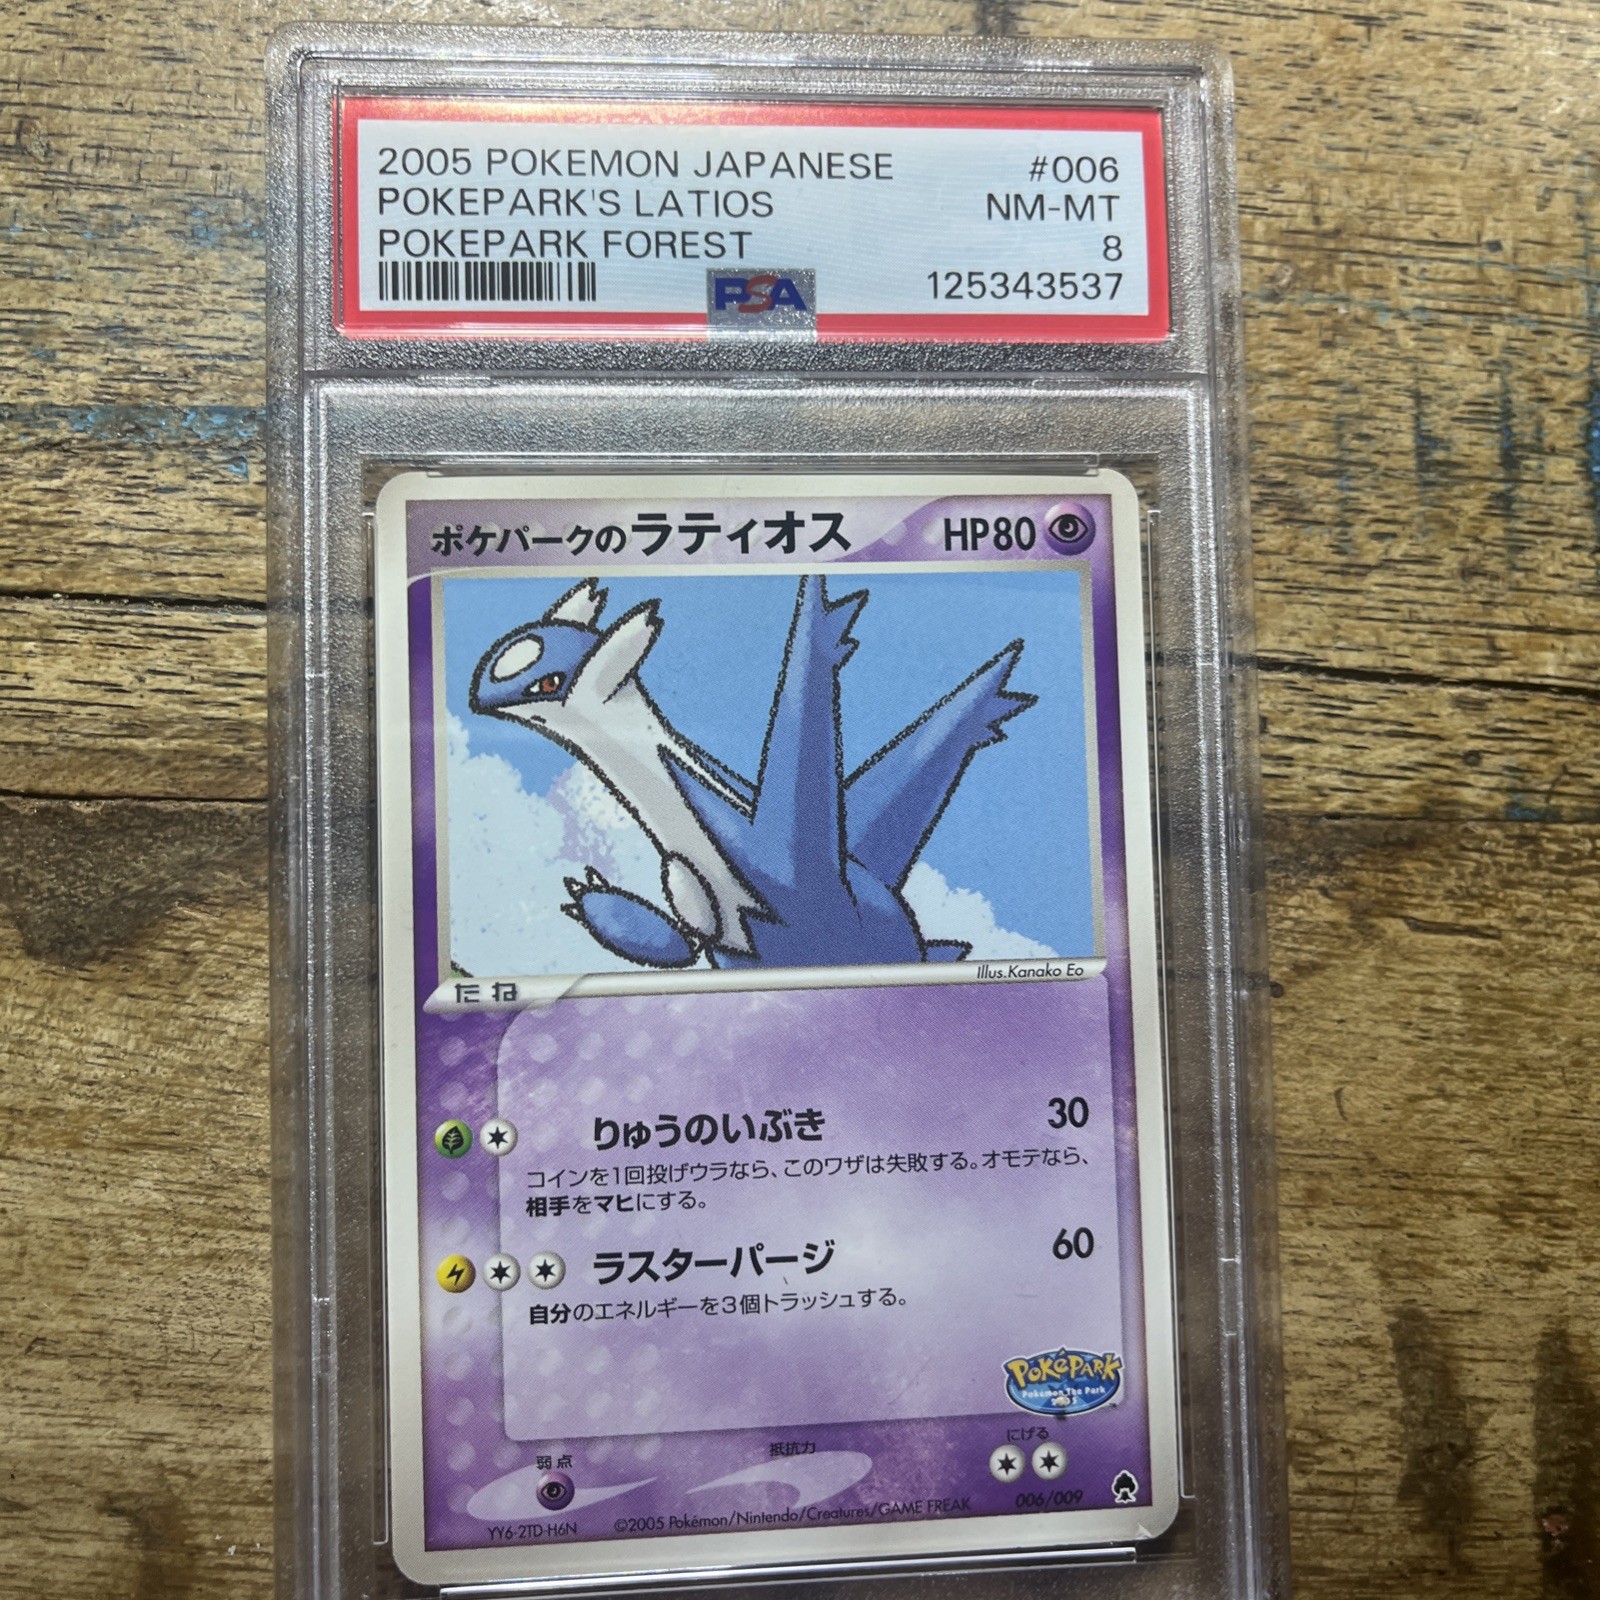 2005 POKEMON JAPANESE #006
POKEPARK'S LATIOS NM-MT
POKEPARK FOREST 8
125343537
PSA
ポケパークのラティオス HP80
Illus.Kanako Eo
たね
りゅうのいぶき 30
コインを1回投げウラなら、このワザは失敗する。オモテなら、
相手をマヒにする。
ラスターパージ 60
自分のエネルギーを3個トラッシュする。
POKéPARK
Pokémon The Park
2005
弱点 抵抗力 にげる
006/009
YY6-2TD-H6N ©2005 Pokémon/Nintendo/Creatures/GAME FREAK